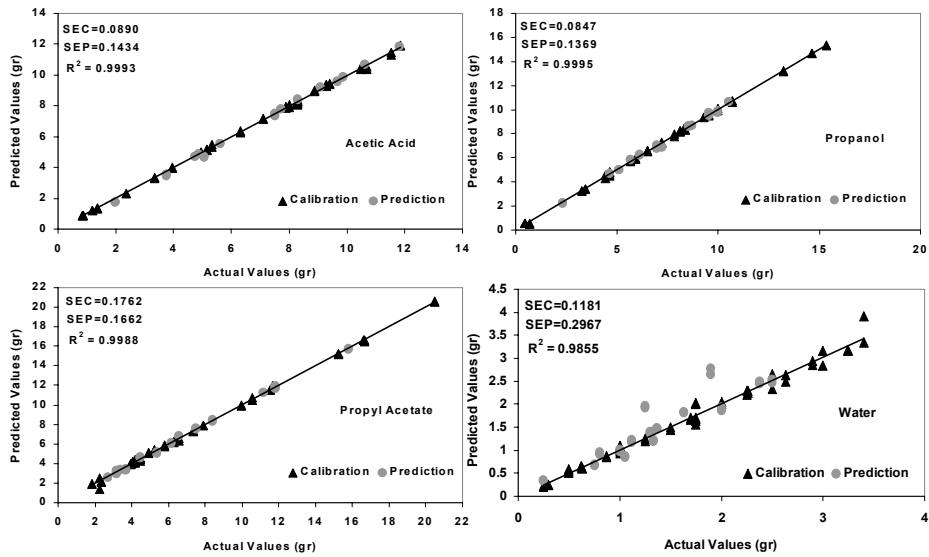 SEC=0.0890
SEP=0.1434
R² = 0.9993
Acetic Acid
Calibration Prediction
Predicted Values (gr)
14
12
10
8
6
4
2
0
0 2 4 6 8 10 12 14
Actual Values (gr)
SEC=0.0847
SEP=0.1369
R² = 0.9995
Propanol
Calibration Prediction
Predicted Values (gr)
18
16
14
12
10
8
6
4
2
0
0 5 10 15 20
Actual Values (gr)
SEC=0.1762
SEP=0.1662
R² = 0.9988
Propyl Acetate
Calibration Prediction
Predicted Values (gr)
22
20
18
16
14
12
10
8
6
4
2
0
0 2 4 6 8 10 12 14 16 18 20 22
Actual Values (gr)
SEC=0.1181
SEP=0.2967
R² = 0.9855
Water
Calibration Prediction
Predicted Values (gr)
4.5
4
3.5
3
2.5
2
1.5
1
0.5
0
0 1 2 3 4
Actual Values (gr)